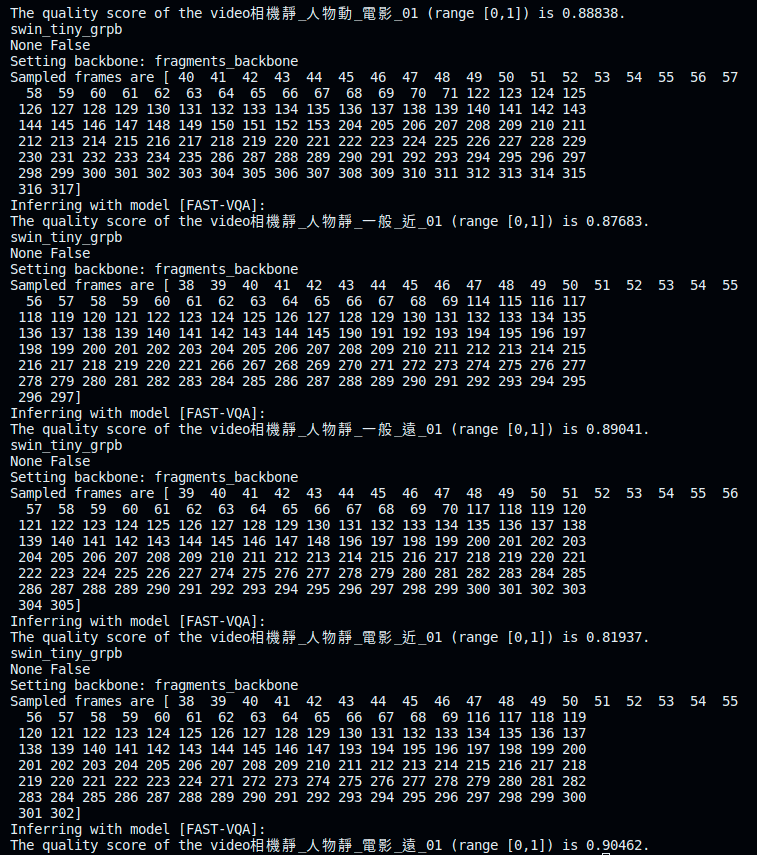 The quality score of the video相機靜_人物動_電影_01 (range [0,1]) is 0.88838.
swin_tiny_grpb
None False
Setting backbone: fragments_backbone
Sampled frames are [ 40 41 42 43 44 45 46 47 48 49 50 51 52 53 54 55 56 57
58 59 60 61 62 63 64 65 66 67 68 69 70 71 122 123 124 125
126 127 128 129 130 131 132 133 134 135 136 137 138 139 140 141 142 143
144 145 146 147 148 149 150 151 152 153 204 205 206 207 208 209 210 211
212 213 214 215 216 217 218 219 220 221 222 223 224 225 226 227 228 229
230 231 232 233 234 235 286 287 288 289 290 291 292 293 294 295 296 297
298 299 300 301 302 303 304 305 306 307 308 309 310 311 312 313 314 315
316 317]
Inferring with model [FAST-VQA]:
The quality score of the video相機靜_人物靜_一般_近_01 (range [0,1]) is 0.87683.
swin_tiny_grpb
None False
Setting backbone: fragments_backbone
Sampled frames are [ 38 39 40 41 42 43 44 45 46 47 48 49 50 51 52 53 54 55
56 57 58 59 60 61 62 63 64 65 66 67 68 69 114 115 116 117
118 119 120 121 122 123 124 125 126 127 128 129 130 131 132 133 134 135
136 137 138 139 140 141 142 143 144 145 190 191 192 193 194 195 196 197
198 199 200 201 202 203 204 205 206 207 208 209 210 211 212 213 214 215
216 217 218 219 220 221 266 267 268 269 270 271 272 273 274 275 276 277
278 279 280 281 282 283 284 285 286 287 288 289 290 291 292 293 294 295
296 297]
Inferring with model [FAST-VQA]:
The quality score of the video相機靜_人物靜_一般_遠_01 (range [0,1]) is 0.89041.
swin_tiny_grpb
None False
Setting backbone: fragments_backbone
Sampled frames are [ 39 40 41 42 43 44 45 46 47 48 49 50 51 52 53 54 55 56
57 58 59 60 61 62 63 64 65 66 67 68 69 70 117 118 119 120
121 122 123 124 125 126 127 128 129 130 131 132 133 134 135 136 137 138
139 140 141 142 143 144 145 146 147 148 196 197 198 199 200 201 202 203
204 205 206 207 208 209 210 211 212 213 214 215 216 217 218 219 220 221
222 223 224 225 226 227 274 275 276 277 278 279 280 281 282 283 284 285
286 287 288 289 290 291 292 293 294 295 296 297 298 299 300 301 302 303
304 305]
Inferring with model [FAST-VQA]:
The quality score of the video相機靜_人物靜_電影_近_01 (range [0,1]) is 0.81937.
swin_tiny_grpb
None False
Setting backbone: fragments_backbone
Sampled frames are [ 38 39 40 41 42 43 44 45 46 47 48 49 50 51 52 53 54 55
56 57 58 59 60 61 62 63 64 65 66 67 68 69 116 117 118 119
120 121 122 123 124 125 126 127 128 129 130 131 132 133 134 135 136 137
138 139 140 141 142 143 144 145 146 147 193 194 195 196 197 198 199 200
201 202 203 204 205 206 207 208 209 210 211 212 213 214 215 216 217 218
219 220 221 222 223 224 271 272 273 274 275 276 277 278 279 280 281 282
283 284 285 286 287 288 289 290 291 292 293 294 295 296 297 298 299 300
301 302]
Inferring with model [FAST-VQA]:
The quality score of the video相機靜_人物靜_電影_遠_01 (range [0,1]) is 0.90462.